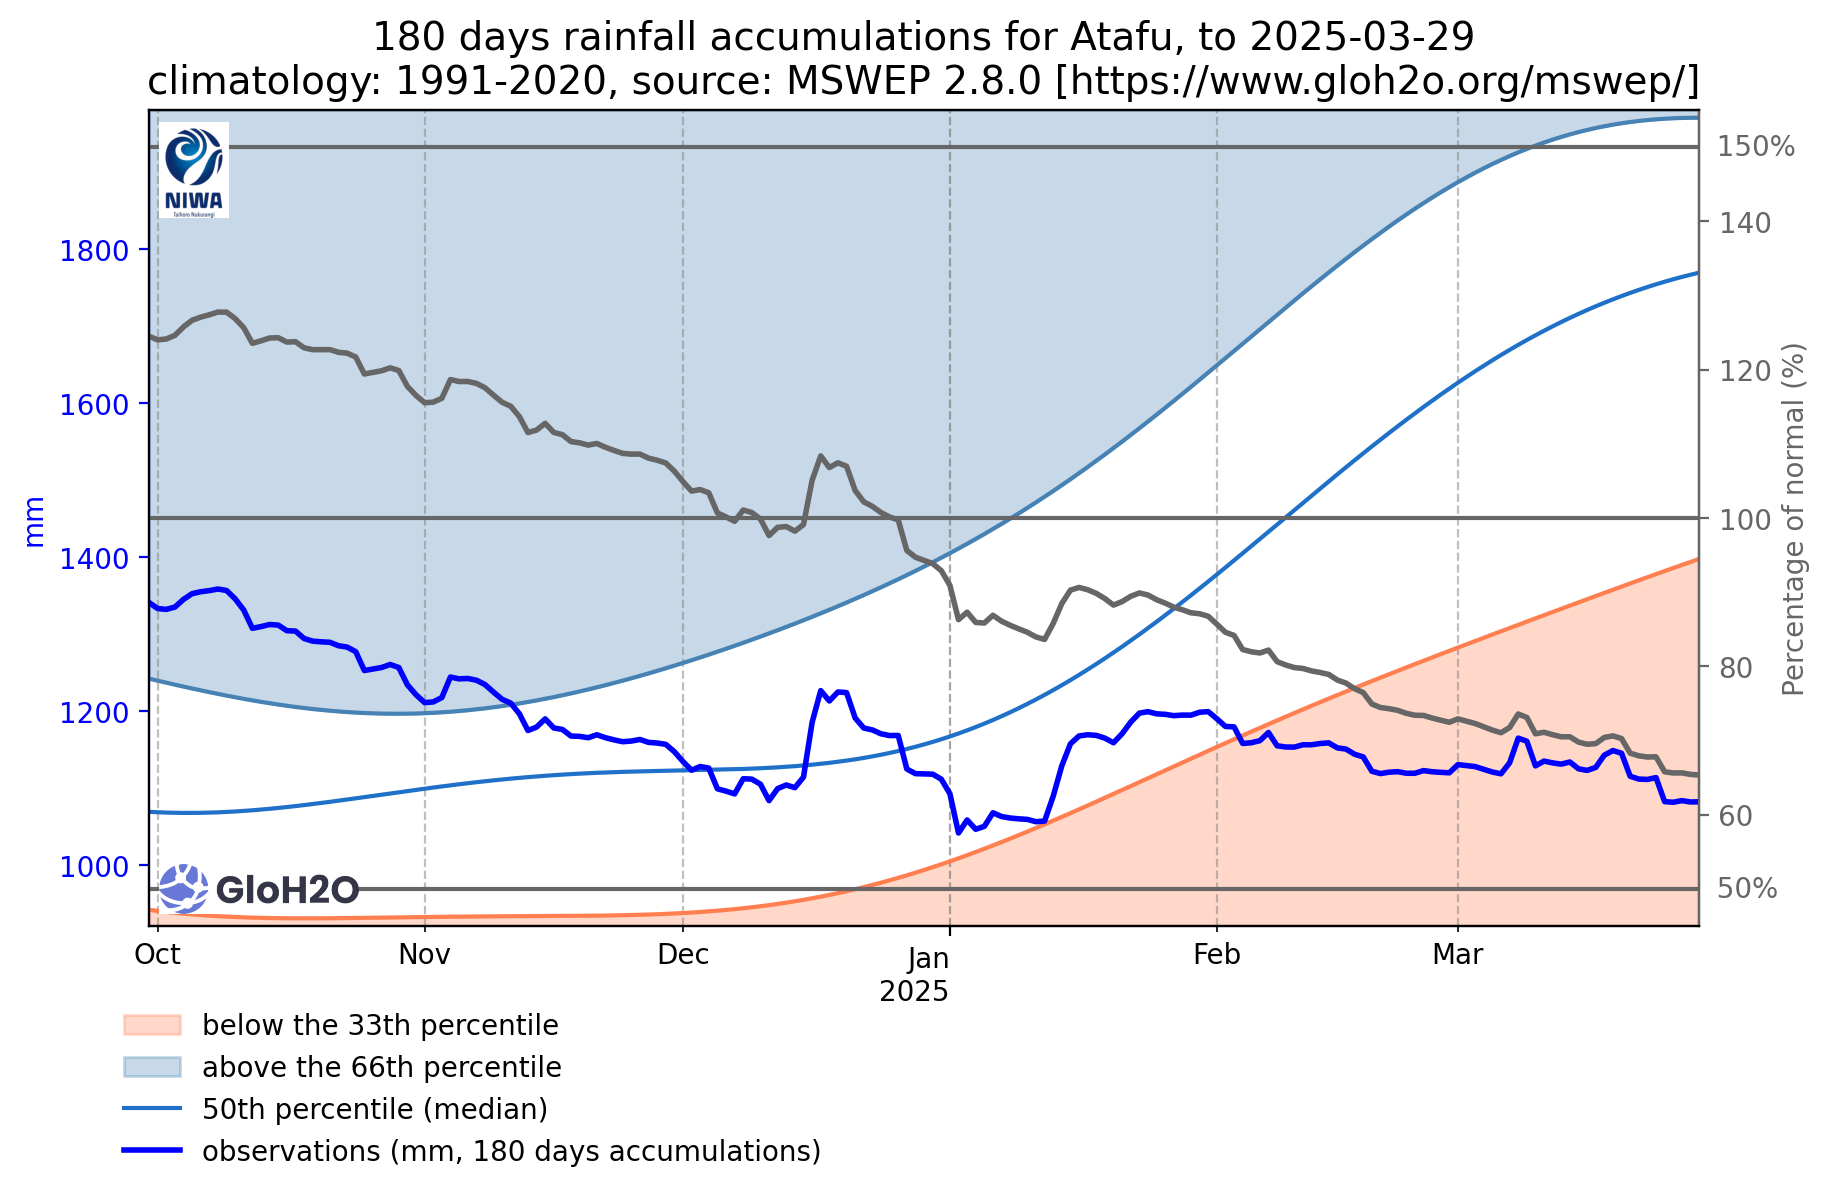 180 days rainfall accumulations for Atafu, to 2025-03-29
climatology: 1991-2020, source: MSWEP 2.8.0 [https://www.gloh2o.org/mswep/]
NIWA
Taihoro Nukurangi
1800
1600
1400
1200
1000
mm
150%
140
120
100
80
60
50%
Percentage of normal (%)
GloH2O
Oct
Nov
Dec
Jan
2025
Feb
Mar
below the 33th percentile
above the 66th percentile
50th percentile (median)
observations (mm, 180 days accumulations)